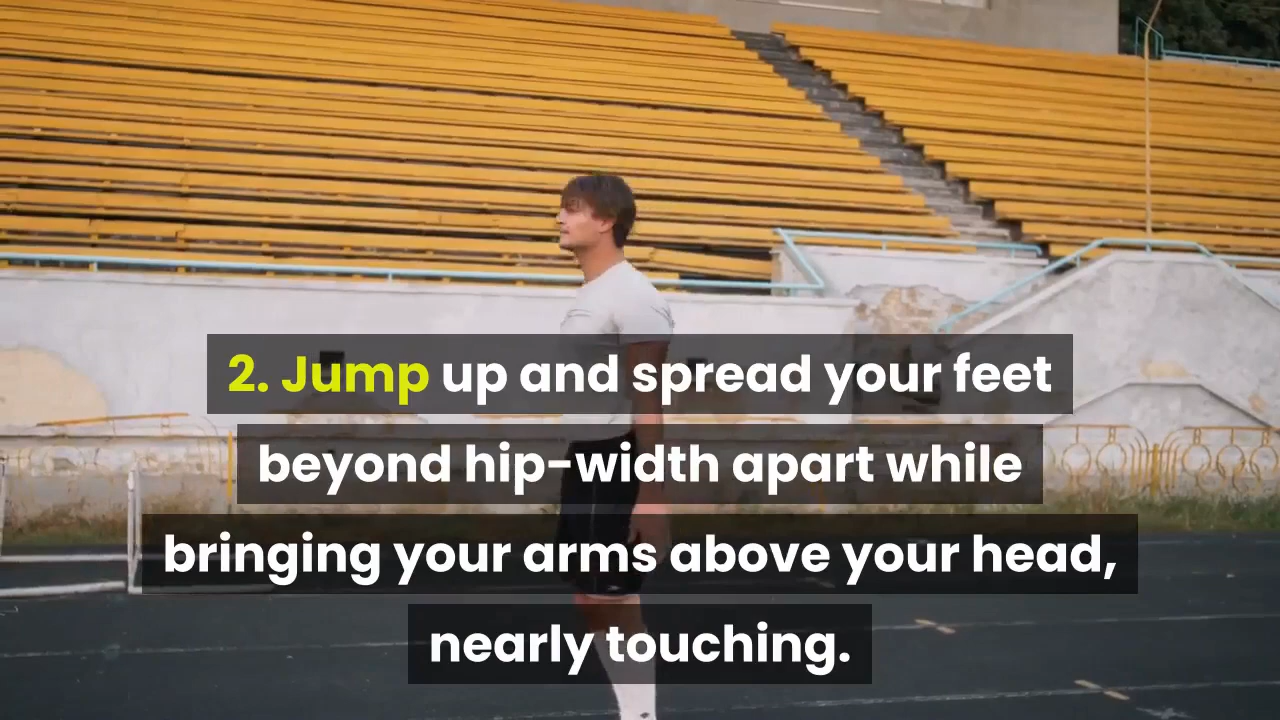 2. Jump up and spread your feet
beyond hip-width apart while
bringing your arms above your head,
nearly touching.